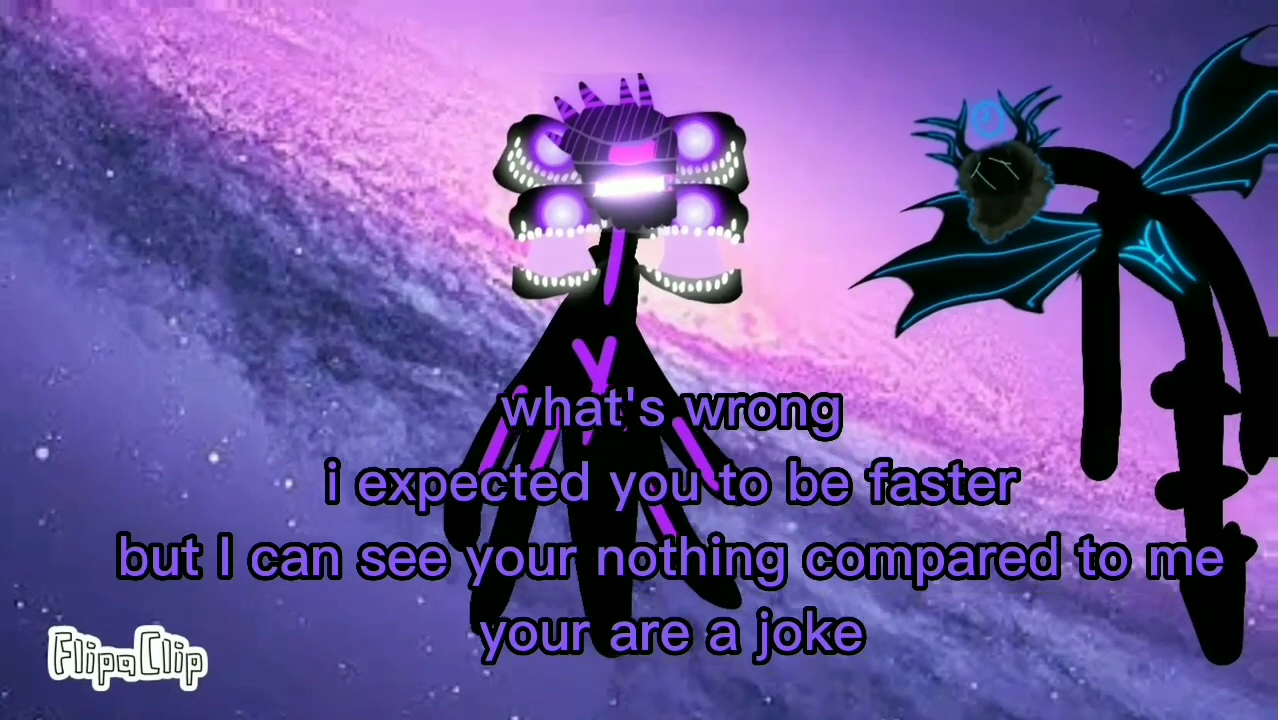 what's wrong
i expected you to be faster
but I can see your nothing compared to me
your are a joke
FlipaClip